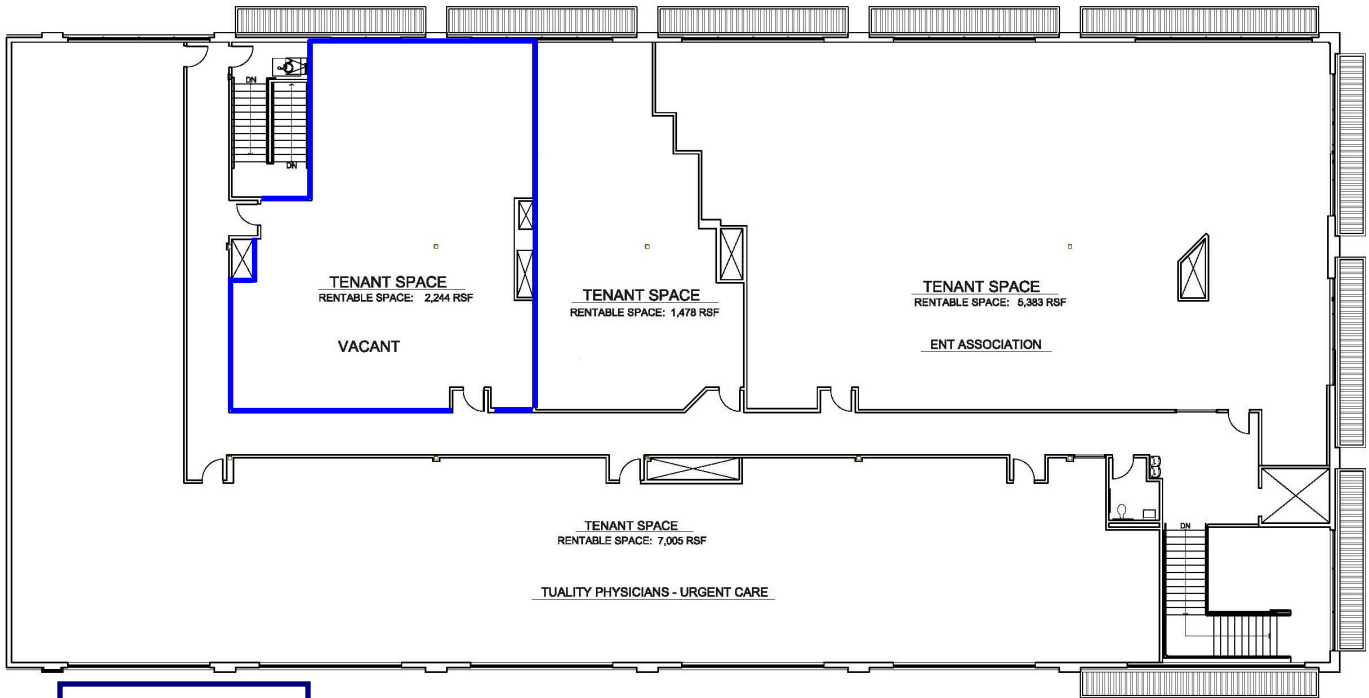 DN
DN
TENANT SPACE
RENTABLE SPACE: 2,244 RSF
VACANT
TENANT SPACE
RENTABLE SPACE: 1,478 RSF
TENANT SPACE
RENTABLE SPACE: 5,383 RSF
ENT ASSOCIATION
TENANT SPACE
RENTABLE SPACE: 7,005 RSF
TUALITY PHYSICIANS - URGENT CARE
DN